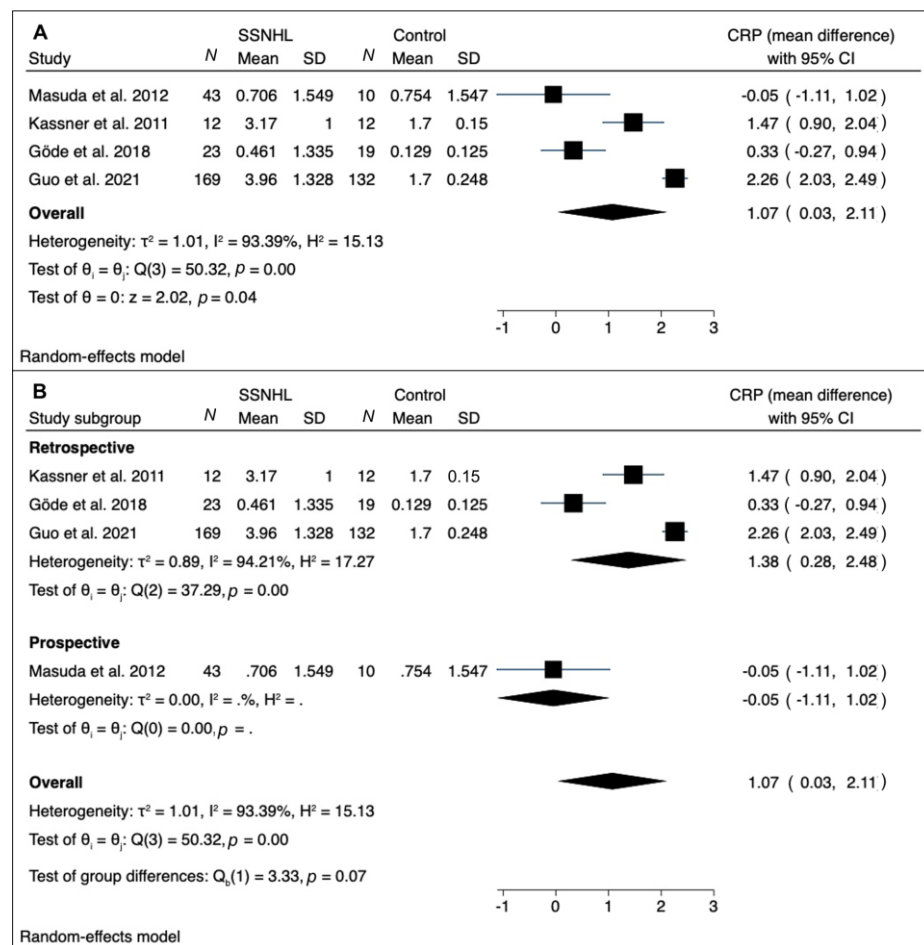 A
SSNHL Control CRP (mean difference)
Study N Mean SD N Mean SD with 95% CI
Masuda et al. 2012 43 0.706 1.549 10 0.754 1.547 -0.05 ( -1.11, 1.02)
Kassner et al. 2011 12 3.17 1 12 1.7 0.15 1.47 ( 0.90, 2.04)
Göde et al. 2018 23 0.461 1.335 19 0.129 0.125 0.33 ( -0.27, 0.94)
Guo et al. 2021 169 3.96 1.328 132 1.7 0.248 2.26 ( 2.03, 2.49)
Overall 1.07 ( 0.03, 2.11)
Heterogeneity: τ² = 1.01, I² = 93.39%, H² = 15.13
Test of θᵢ = θⱼ: Q(3) = 50.32, p = 0.00
Test of θ = 0: z = 2.02, p = 0.04
-1 0 1 2 3
Random-effects model
B
SSNHL Control CRP (mean difference)
Study subgroup N Mean SD N Mean SD with 95% CI
Retrospective
Kassner et al. 2011 12 3.17 1 12 1.7 0.15 1.47 ( 0.90, 2.04)
Göde et al. 2018 23 0.461 1.335 19 0.129 0.125 0.33 ( -0.27, 0.94)
Guo et al. 2021 169 3.96 1.328 132 1.7 0.248 2.26 ( 2.03, 2.49)
Heterogeneity: τ² = 0.89, I² = 94.21%, H² = 17.27 1.38 ( 0.28, 2.48)
Test of θᵢ = θⱼ: Q(2) = 37.29, p = 0.00
Prospective
Masuda et al. 2012 43 .706 1.549 10 .754 1.547 -0.05 ( -1.11, 1.02)
Heterogeneity: τ² = 0.00, I² = .%, H² = . -0.05 ( -1.11, 1.02)
Test of θᵢ = θⱼ: Q(0) = 0.00, p = .
Overall 1.07 ( 0.03, 2.11)
Heterogeneity: τ² = 1.01, I² = 93.39%, H² = 15.13
Test of θᵢ = θⱼ: Q(3) = 50.32, p = 0.00
Test of group differences: Q_b(1) = 3.33, p = 0.07
-1 0 1 2 3
Random-effects model